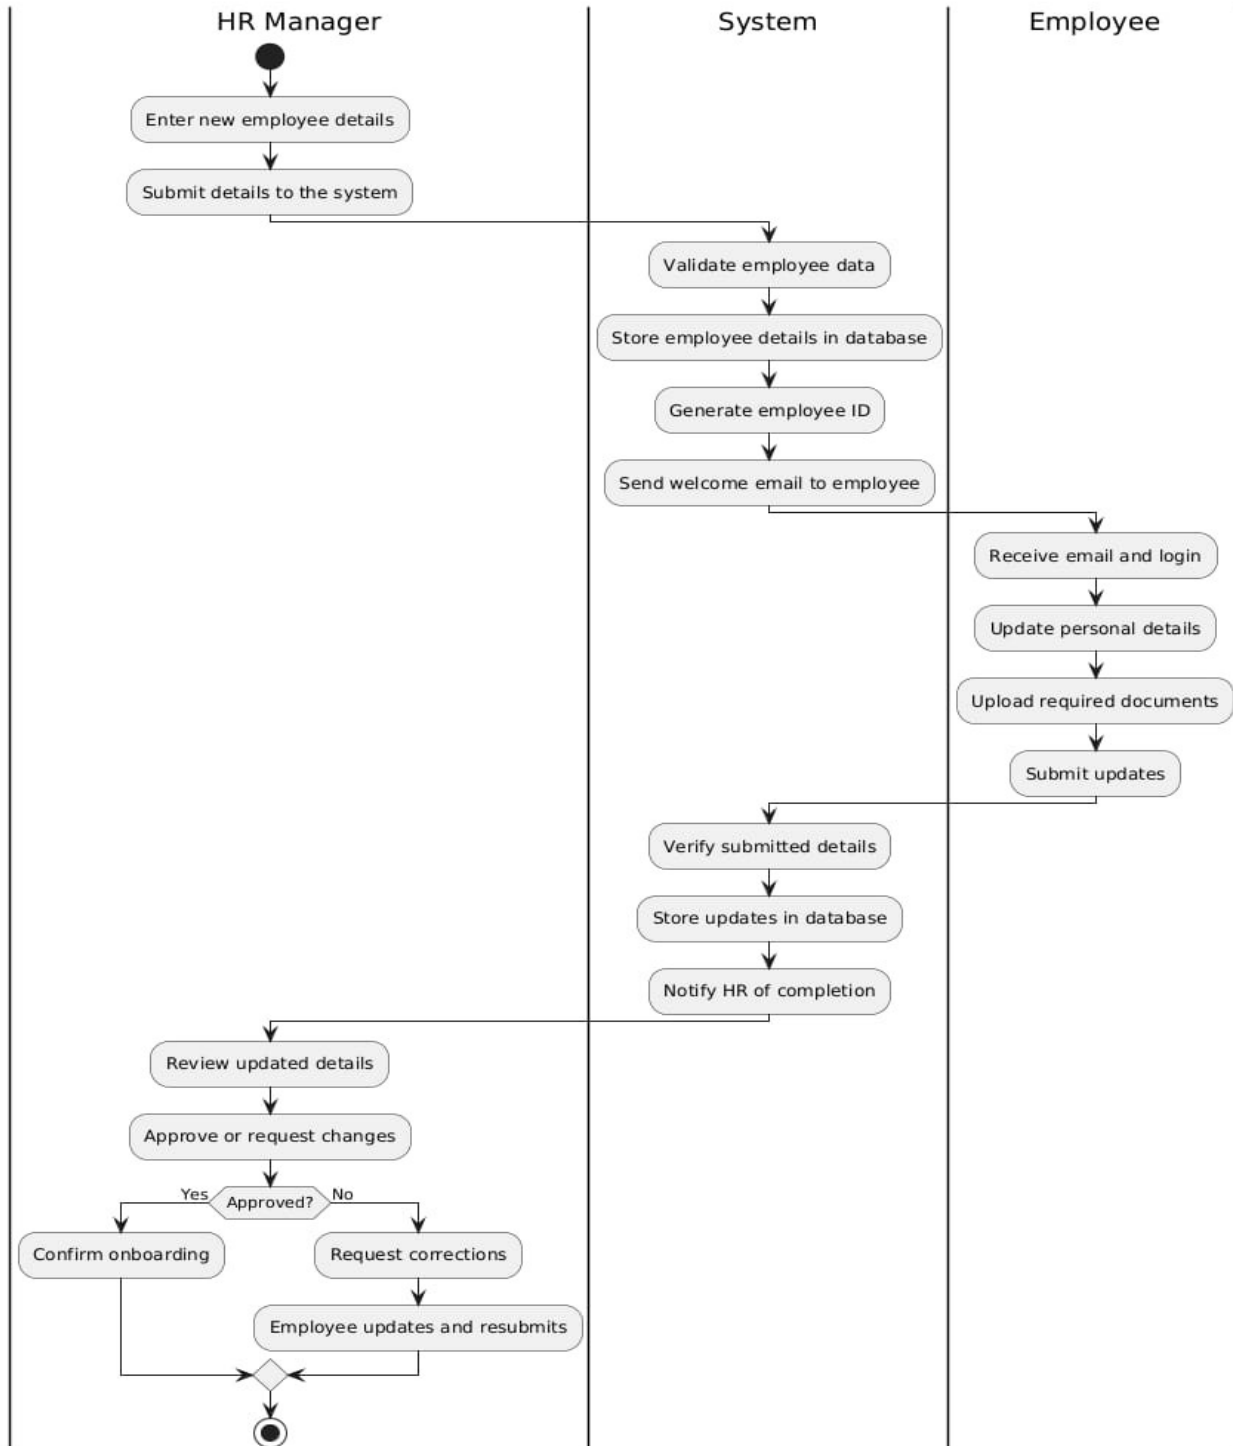 HR Manager
System
Employee
Enter new employee details
Submit details to the system
Validate employee data
Store employee details in database
Generate employee ID
Send welcome email to employee
Receive email and login
Update personal details
Upload required documents
Submit updates
Verify submitted details
Store updates in database
Notify HR of completion
Review updated details
Approve or request changes
Yes
Approved?
No
Confirm onboarding
Request corrections
Employee updates and resubmits